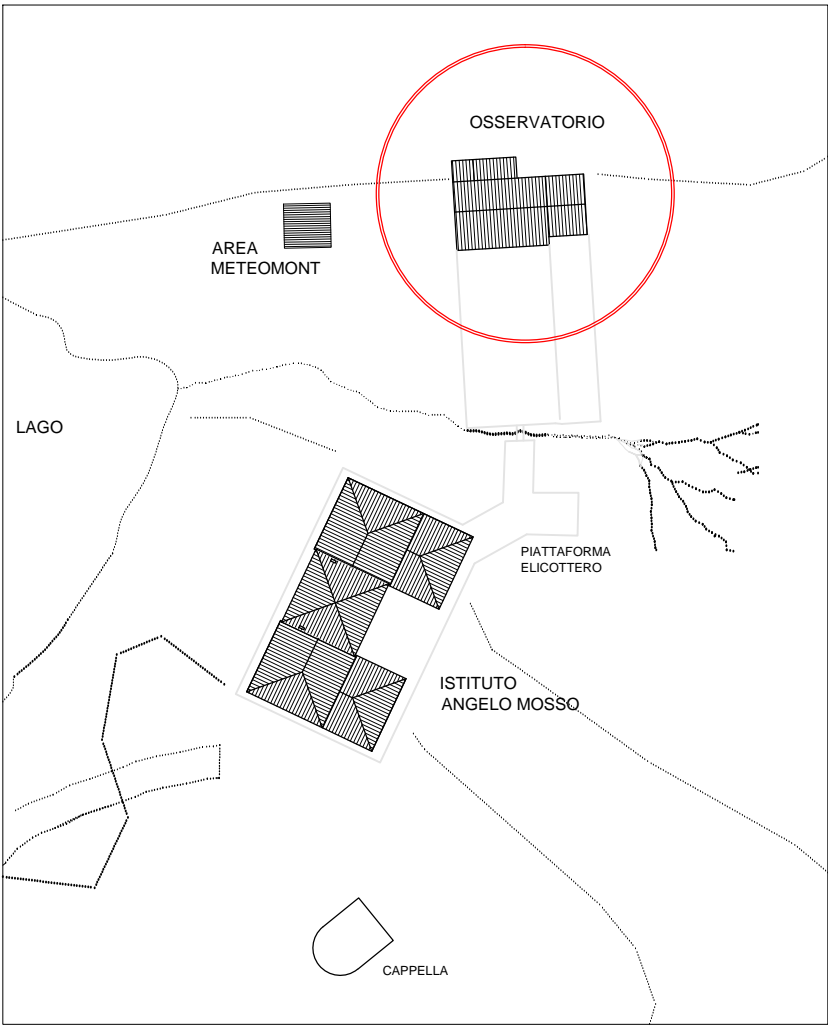 OSSERVATORIO
AREA
METEOMONT
LAGO
PIATTAFORMA
ELICOTTERO
ISTITUTO
ANGELO MOSSO
CAPPELLA